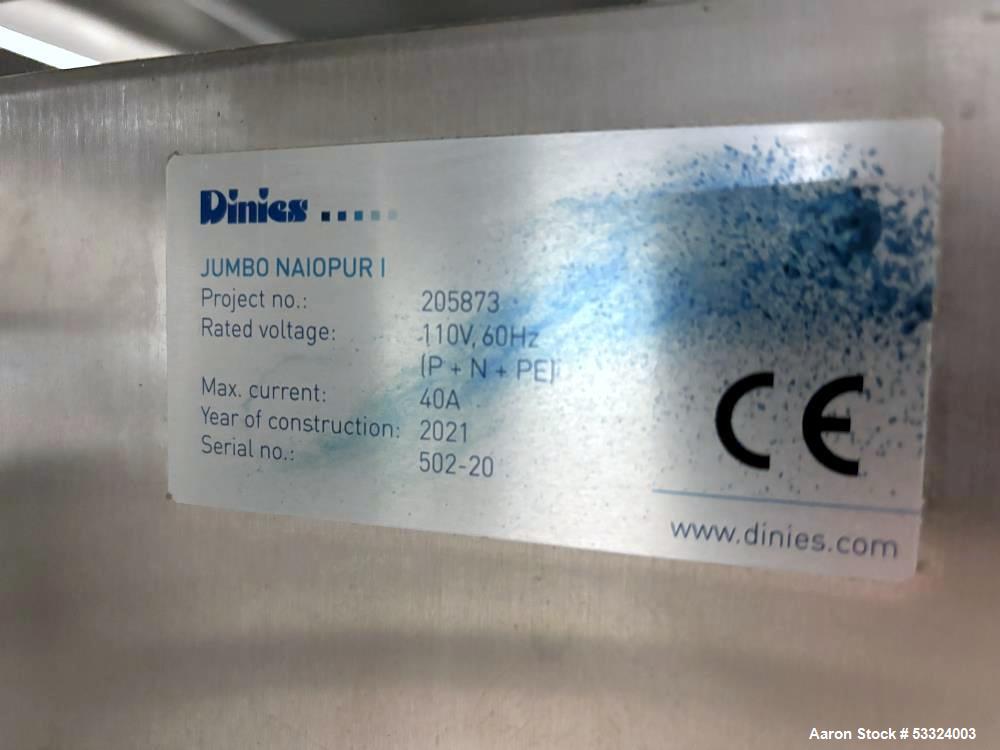 Dinies
JUMBO NAIOPUR I
Project no.: 205873
Rated voltage: 110V, 60Hz
(P + N + PE)
Max. current: 40A
Year of construction: 2021
Serial no.: 502-20
CE
www.dinies.com
Aaron Stock # 53324003